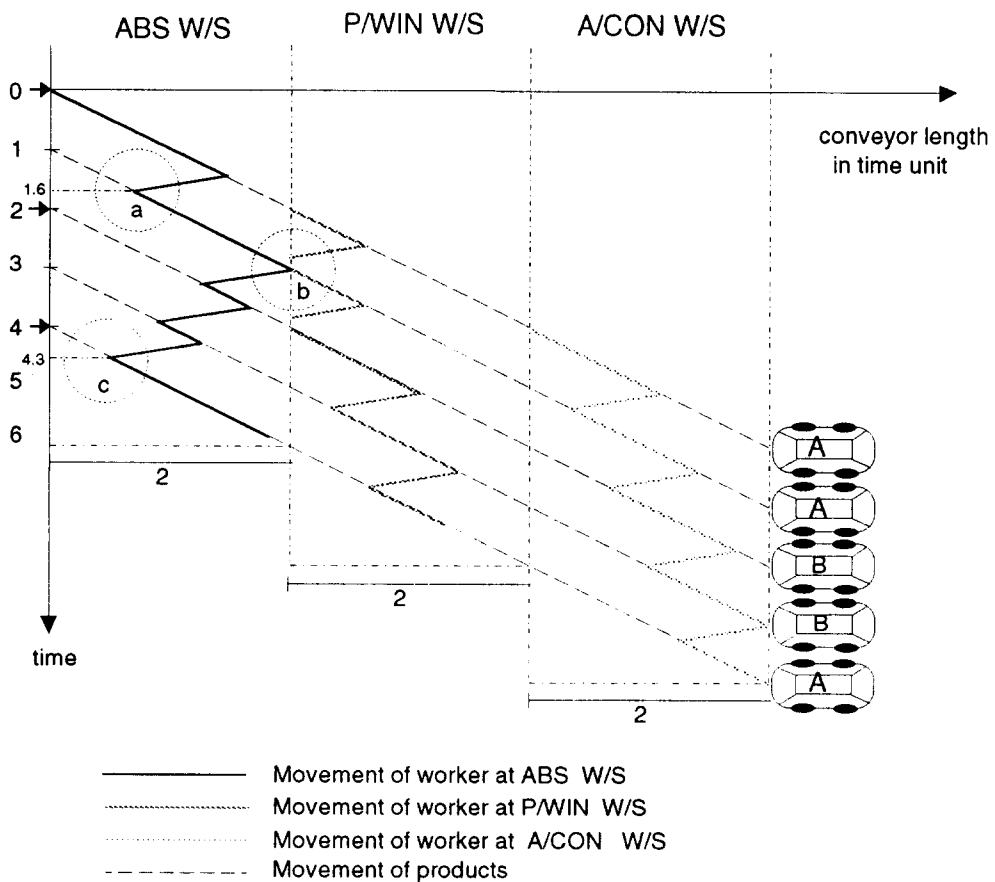 ABS W/S P/WIN W/S A/CON W/S
0
conveyor length
in time unit
1
1.6
a
2
3
b
4
4.3
c
5
6
2
2
2
A
A
B
B
A
time
Movement of worker at ABS W/S
Movement of worker at P/WIN W/S
Movement of worker at A/CON W/S
Movement of products